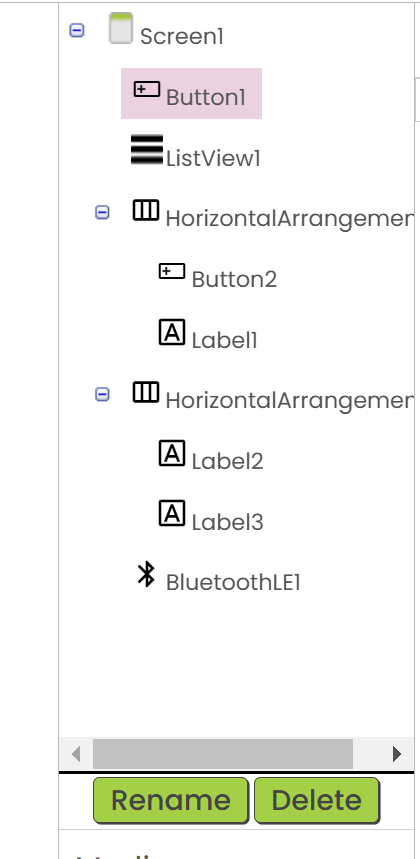 Screen1
Button1
ListView1
HorizontalArrangemen
Button2
Label1
HorizontalArrangemen
Label2
Label3
BluetoothLE1
Rename
Delete